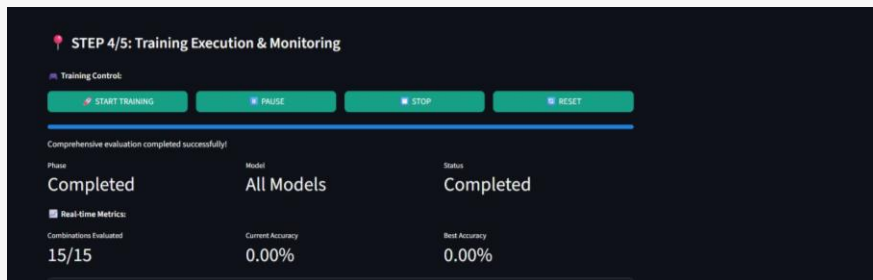 STEP 4/5: Training Execution & Monitoring
Training Control:
START TRAINING PAUSE STOP RESET
Comprehensive evaluation completed successfully!
Phase Model Status
Completed All Models Completed
Real-time Metrics:
Combinations Evaluated Current Accuracy Best Accuracy
15/15 0.00% 0.00%